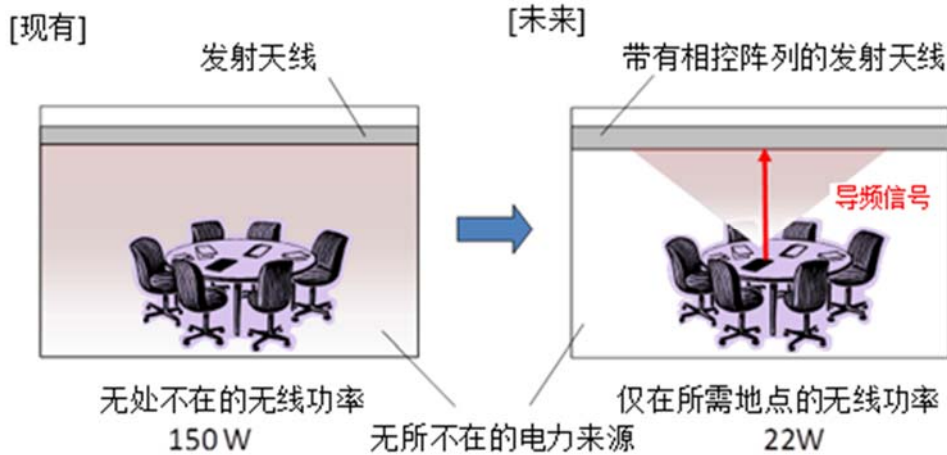 [现有]
发射天线
无处不在的无线功率
150 W
[未来]
带有相控阵列的发射天线
导频信号
仅在所需地点的无线功率
22W
无所不在的电力来源